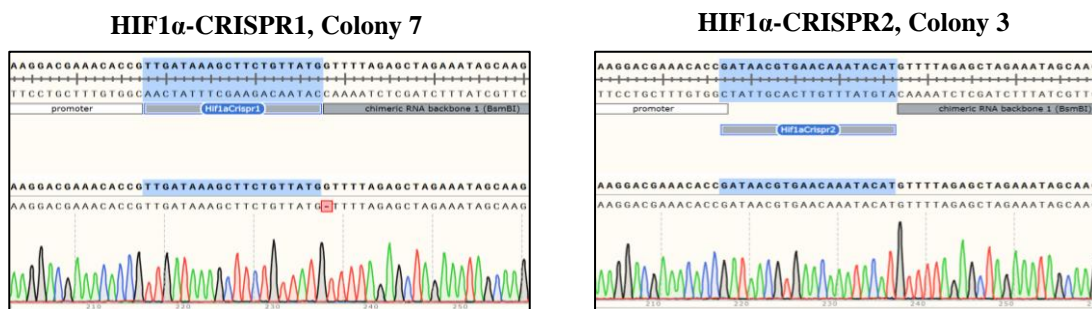 HIF1α-CRISPR1, Colony 7
AAGGACGAAACACCGTTGATAAAGCTTCTGTTATGGTTTTAGAGCTAGAAATAGCAAG
TTCCTGCTTTGTGGCAACTATTTCGAAGACAATACCAAAATCTCGATCTTTATCGTTC
promoter Hif1aCrispr1 chimeric RNA backbone 1 (BsmBI)
AAGGACGAAACACCGTTGATAAAGCTTCTGTTATGGTTTTAGAGCTAGAAATAGCAAG
AAGGACGAAACACCGTTGATAAAGCTTCTGTTATG-TTTTAGAGCTAGAAATAGCAAG
210 220 230 240 250
HIF1α-CRISPR2, Colony 3
AAGGACGAAACACCGATAACGTGAACAAATACATGTTTTAGAGCTAGAAATAGCAA
TTCCTGCTTTGTGGCTATTGCACTTGTTTATGTACAAAATCTCGATCTTTATCGTT
promoter chimeric RNA backbone 1 (BsmBI)
Hif1aCrispr2
AAGGACGAAACACCGATAACGTGAACAAATACATGTTTTAGAGCTAGAAATAGCAA
AAGGACGAAACACCGATAACGTGAACAAATACATGTTTTAGAGCTAGAAATAGCAA
210 220 230 240 250